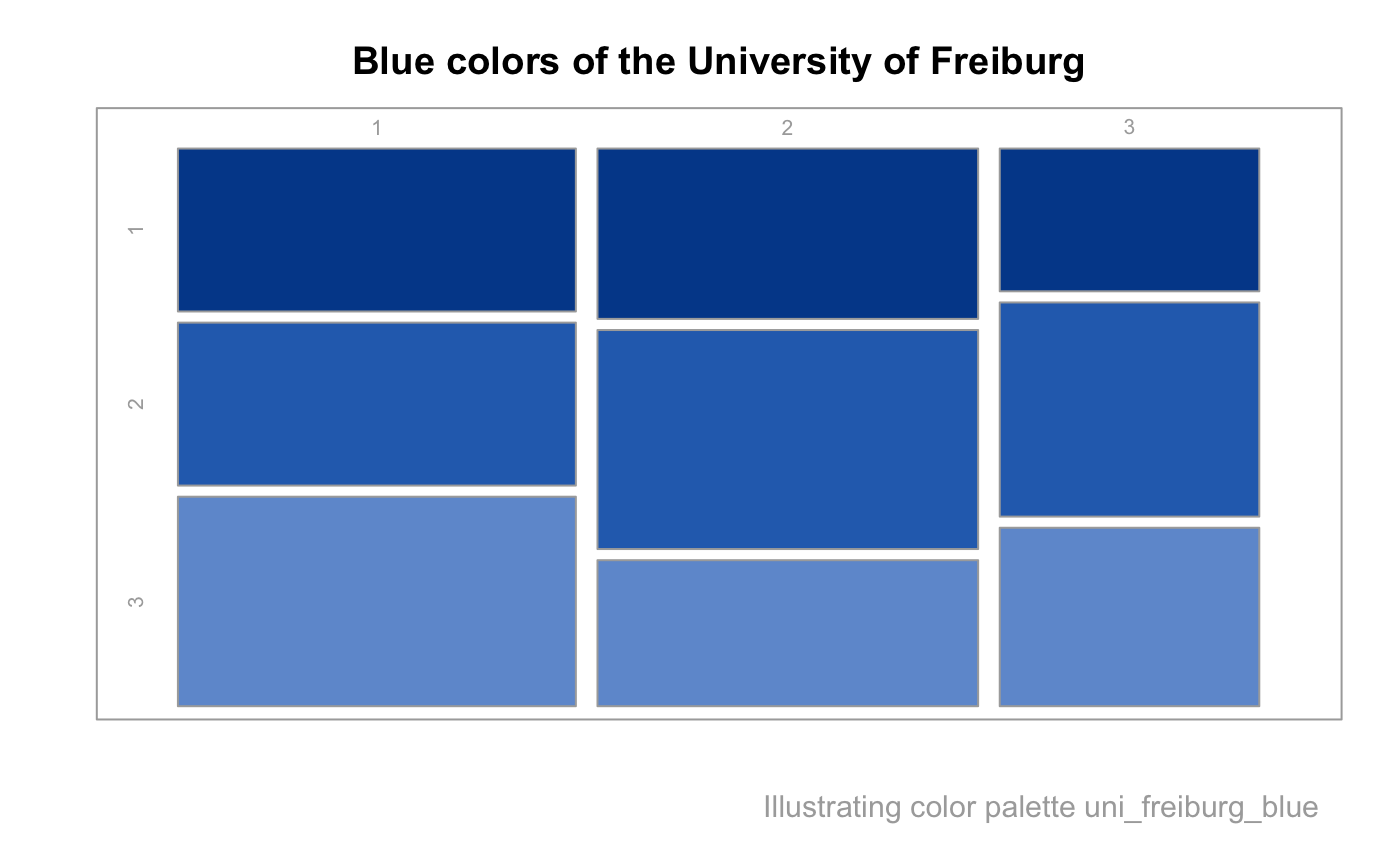 Blue colors of the University of Freiburg
1 2 3
1
2
3
Illustrating color palette uni_freiburg_blue